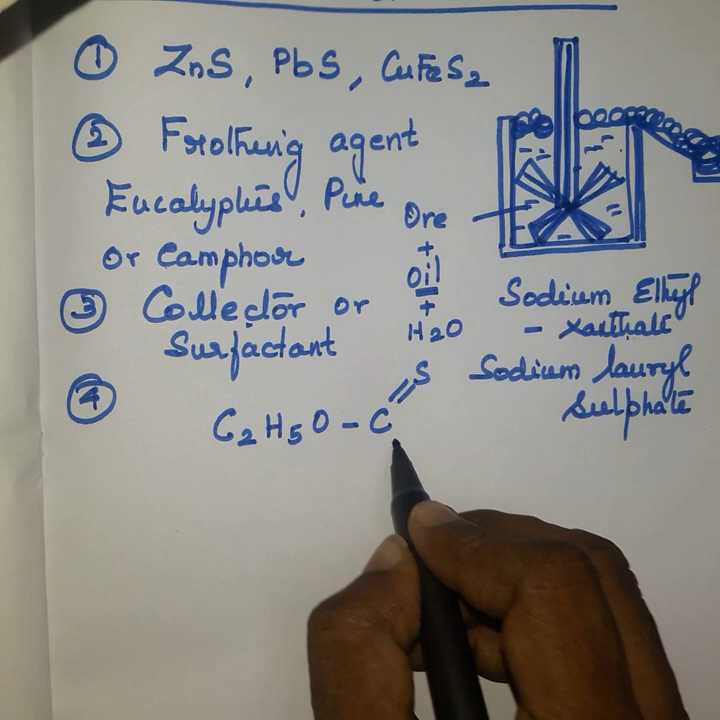 ① ZnS, PbS, CuFeS2
② Frothing agent
Eucalyptus, Pine
or Camphor
③ Collector or
Surfactant
Ore
+
Oil
+
H2O
Sodium Ethyl
- xanthate
Sodium lauryl
Sulphate
④
C2H5O-C=S